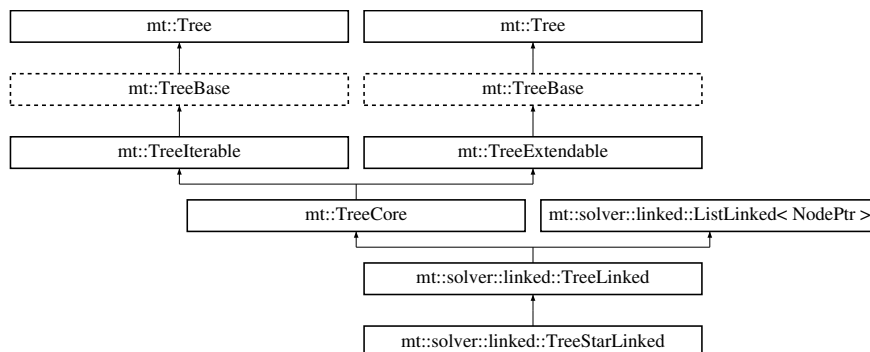 mt::Tree
mt::Tree
mt::TreeBase
mt::TreeBase
mt::TreeIterable
mt::TreeExtendable
mt::TreeCore
mt::solver::linked::ListLinked< NodePtr >
mt::solver::linked::TreeLinked
mt::solver::linked::TreeStarLinked